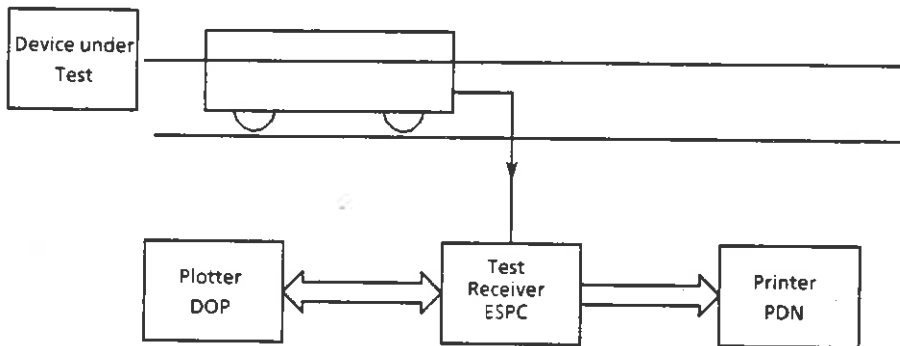 Device under
Test
Plotter
DOP
Test
Receiver
ESPC
Printer
PDN